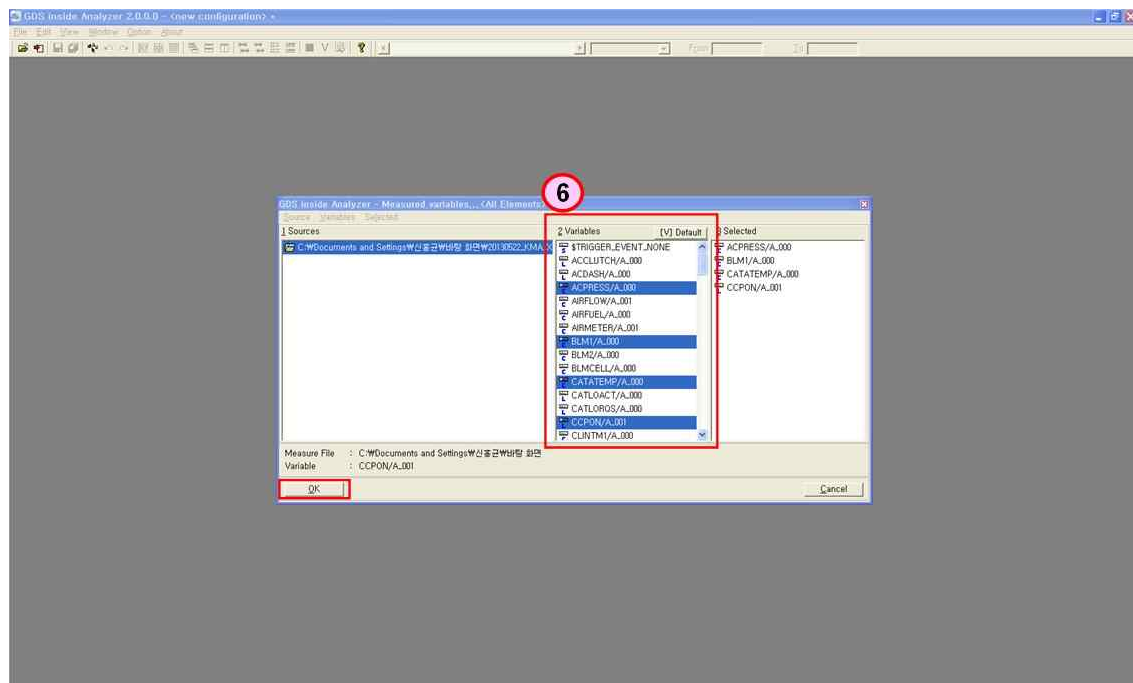 GDS inside Analyzer 2.0.0.0 - <new configuration> *
File Edit View Window Option About
From To
6
GDS inside Analyzer - Measured variables... <All Elements>
Source Variables Selected
1 Sources
2 Variables
[V] Default
3 Selected
C:₩Documents and Settings₩신홍균₩바탕 화면₩20130522_KMA_X
$TRIGGER_EVENT_NONE
ACCLUTCH/A_000
ACDASH/A_000
ACPRESS/A_000
AIRFLOW/A_001
AIRFUEL/A_000
AIRMETER/A_001
BLM1/A_000
BLM2/A_000
BLMCELL/A_000
CATATEMP/A_000
CATLOACT/A_000
CATLOROS/A_000
CCPON/A_001
CLINTM1/A_000
ACPRESS/A_000
BLM1/A_000
CATATEMP/A_000
CCPON/A_001
Measure File : C:₩Documents and Settings₩신홍균₩바탕 화면
Variable : CCPON/A_001
OK
Cancel